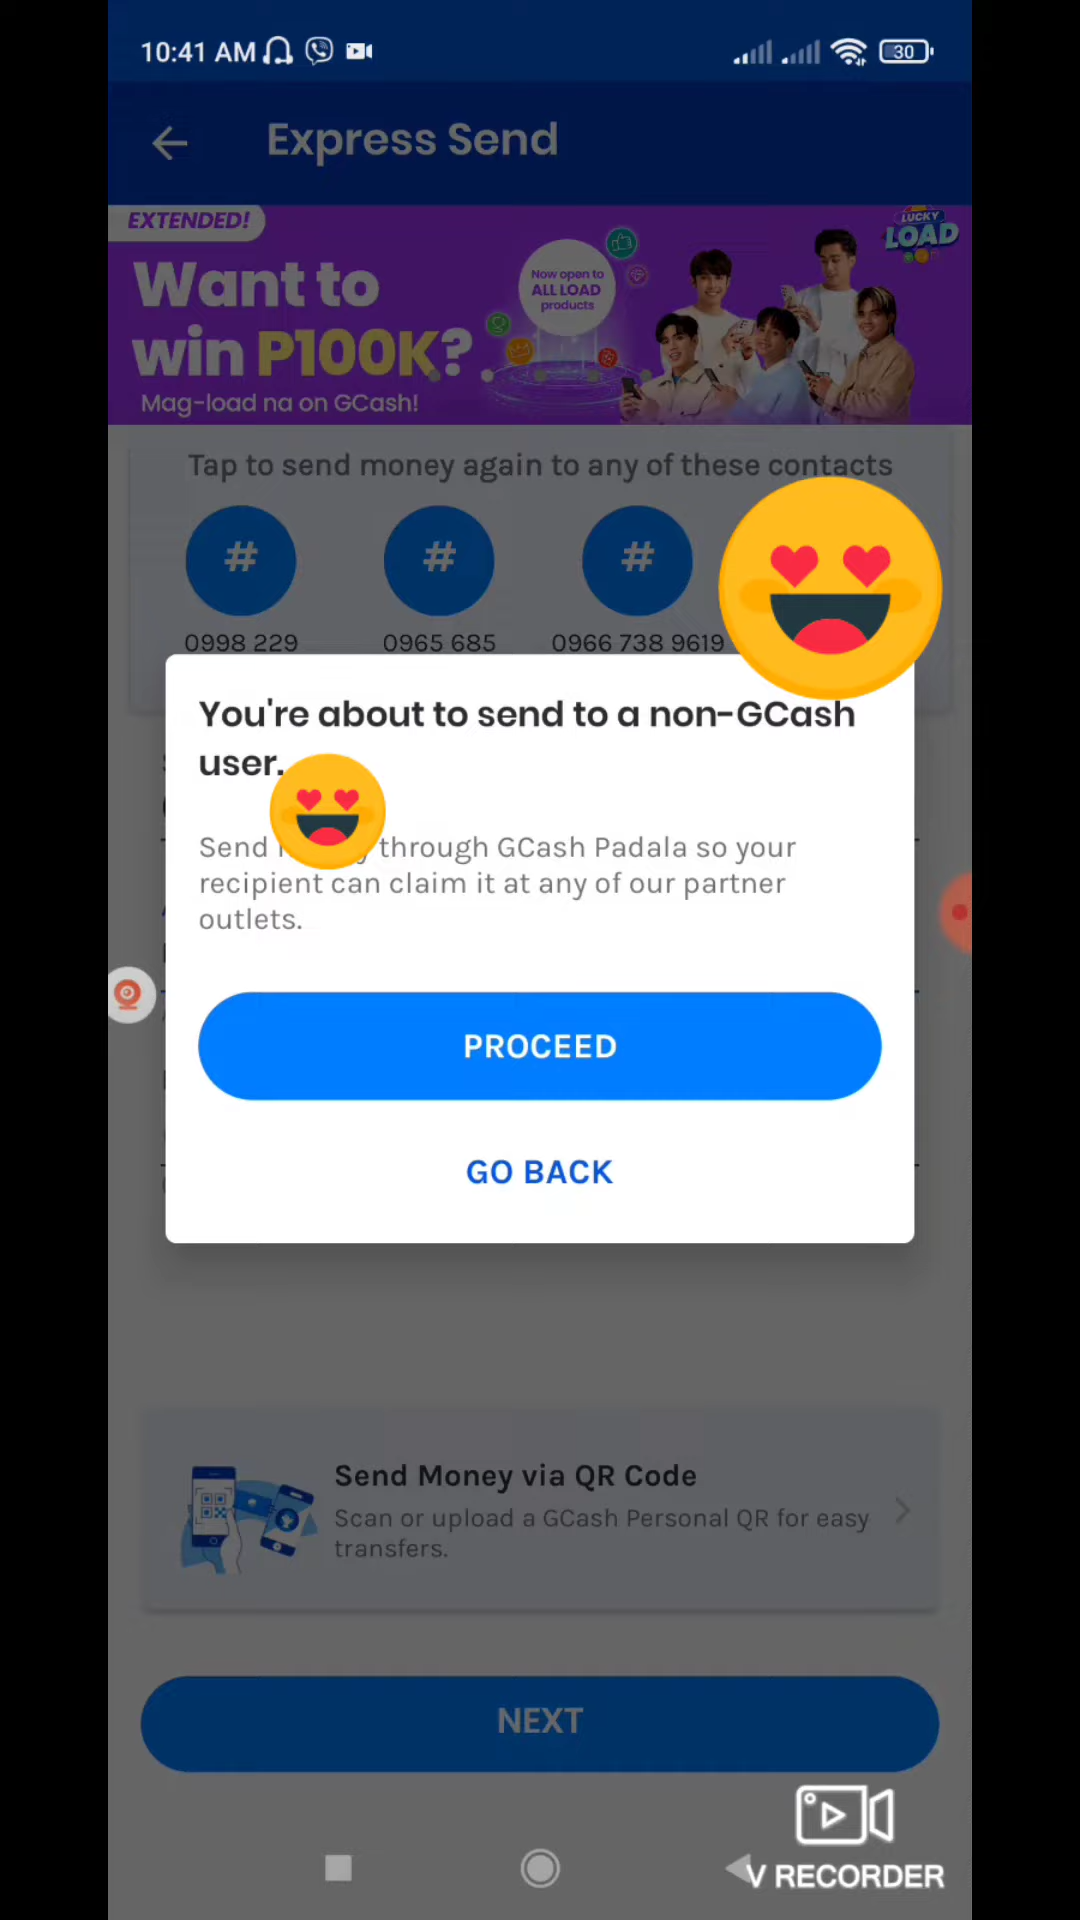 10:41 AM
30
Express Send
EXTENDED!
Want to
win P100K?
Mag-load na on GCash!
Now open to
ALL LOAD
products
LUCKY
LOAD
Tap to send money again to any of these contacts
# # #
0998 229 0965 685 0966 738 9619
You're about to send to a non-GCash
user.
Send through GCash Padala so your
recipient can claim it at any of our partner
outlets.
PROCEED
GO BACK
Send Money via QR Code
Scan or upload a GCash Personal QR for easy
transfers.
NEXT
V RECORDER